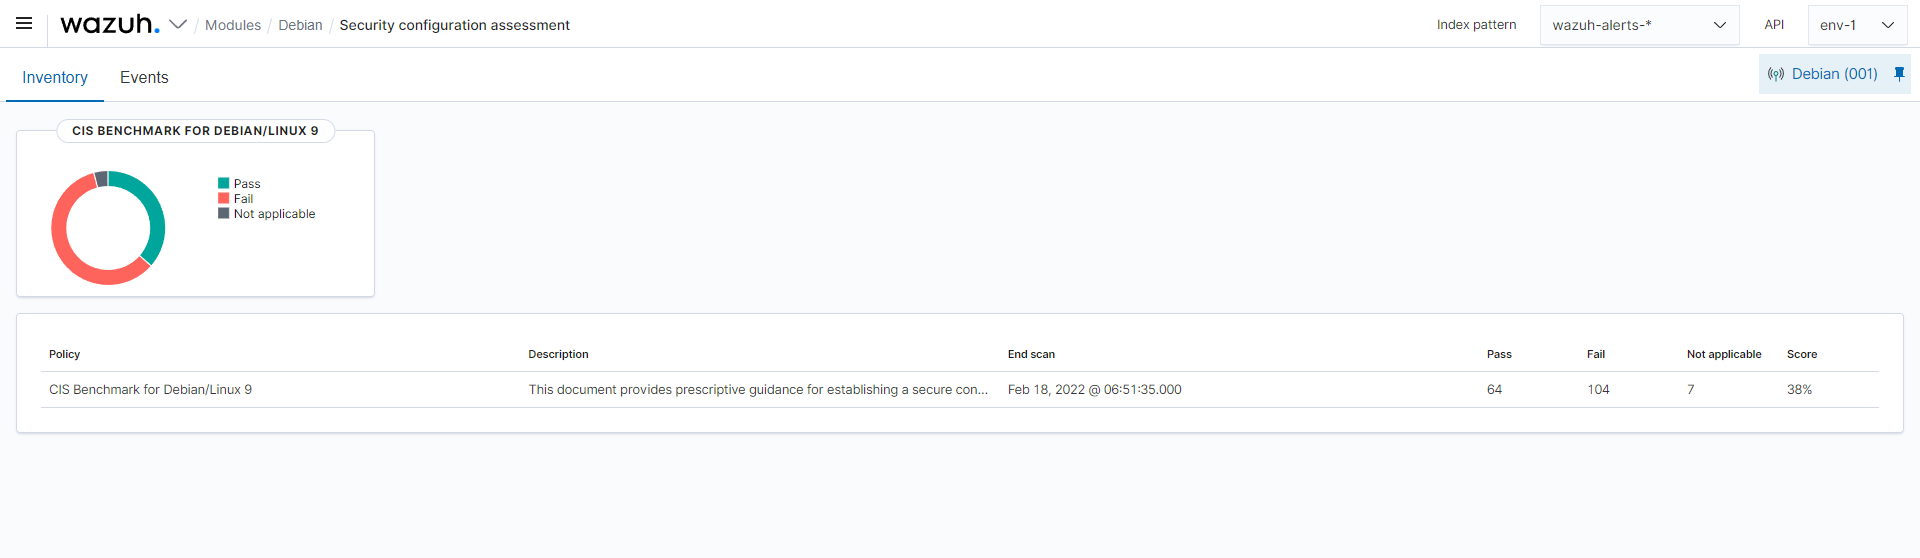 wazuh. / Modules / Debian / Security configuration assessment Index pattern wazuh-alerts-* API env-1
Inventory Events Debian (001)
CIS BENCHMARK FOR DEBIAN/LINUX 9
Pass
Fail
Not applicable
Policy Description End scan Pass Fail Not applicable Score
CIS Benchmark for Debian/Linux 9 This document provides prescriptive guidance for establishing a secure con... Feb 18, 2022 @ 06:51:35.000 64 104 7 38%